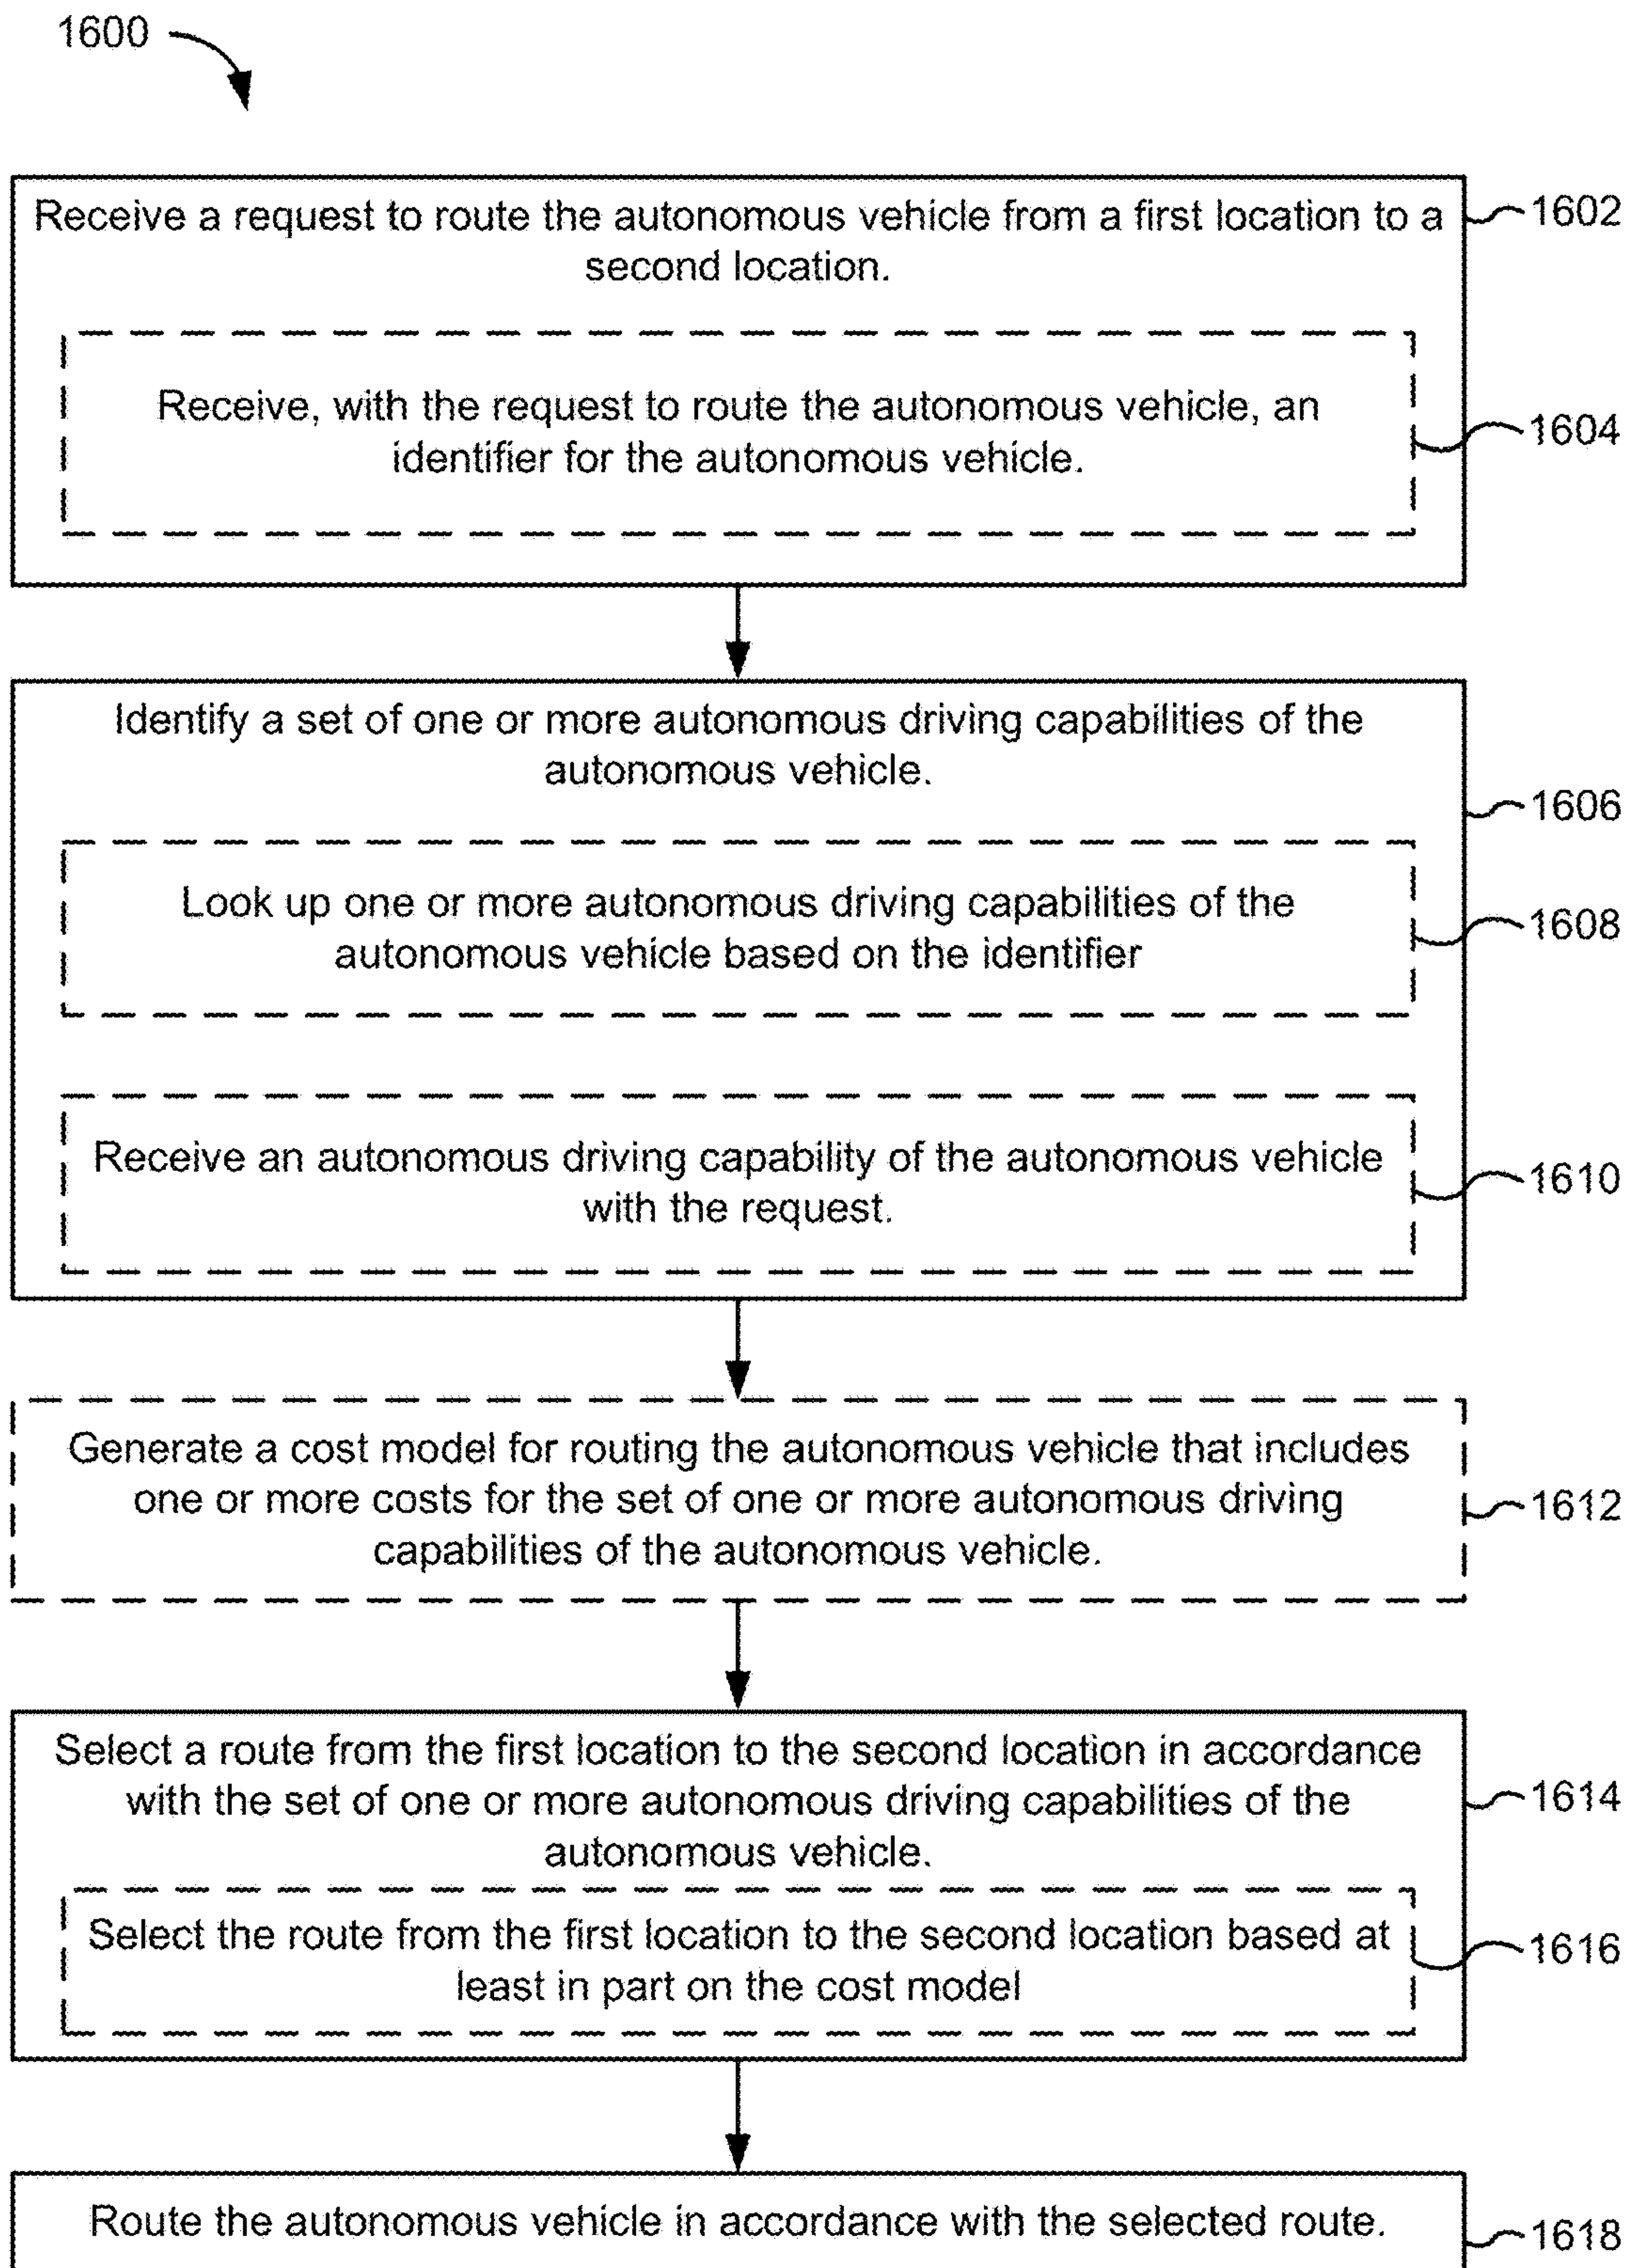 1600
Receive a request to route the autonomous vehicle from a first location to a
second location.
1602
Receive, with the request to route the autonomous vehicle, an
identifier for the autonomous vehicle.
1604
Identify a set of one or more autonomous driving capabilities of the
autonomous vehicle.
1606
Look up one or more autonomous driving capabilities of the
autonomous vehicle based on the identifier
1608
Receive an autonomous driving capability of the autonomous vehicle
with the request.
1610
Generate a cost model for routing the autonomous vehicle that includes
one or more costs for the set of one or more autonomous driving
capabilities of the autonomous vehicle.
1612
Select a route from the first location to the second location in accordance
with the set of one or more autonomous driving capabilities of the
autonomous vehicle.
1614
Select the route from the first location to the second location based at
least in part on the cost model
1616
Route the autonomous vehicle in accordance with the selected route.
1618